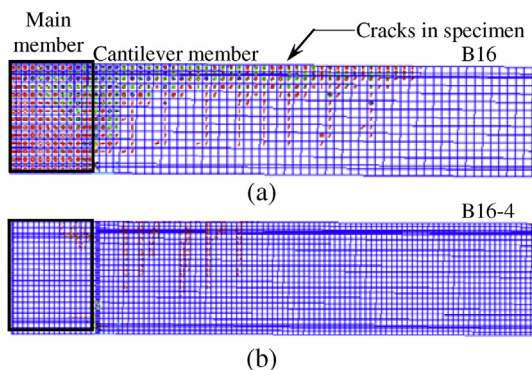 Main
member
Cantilever member
Cracks in specimen
B16
(a)
B16-4
(b)